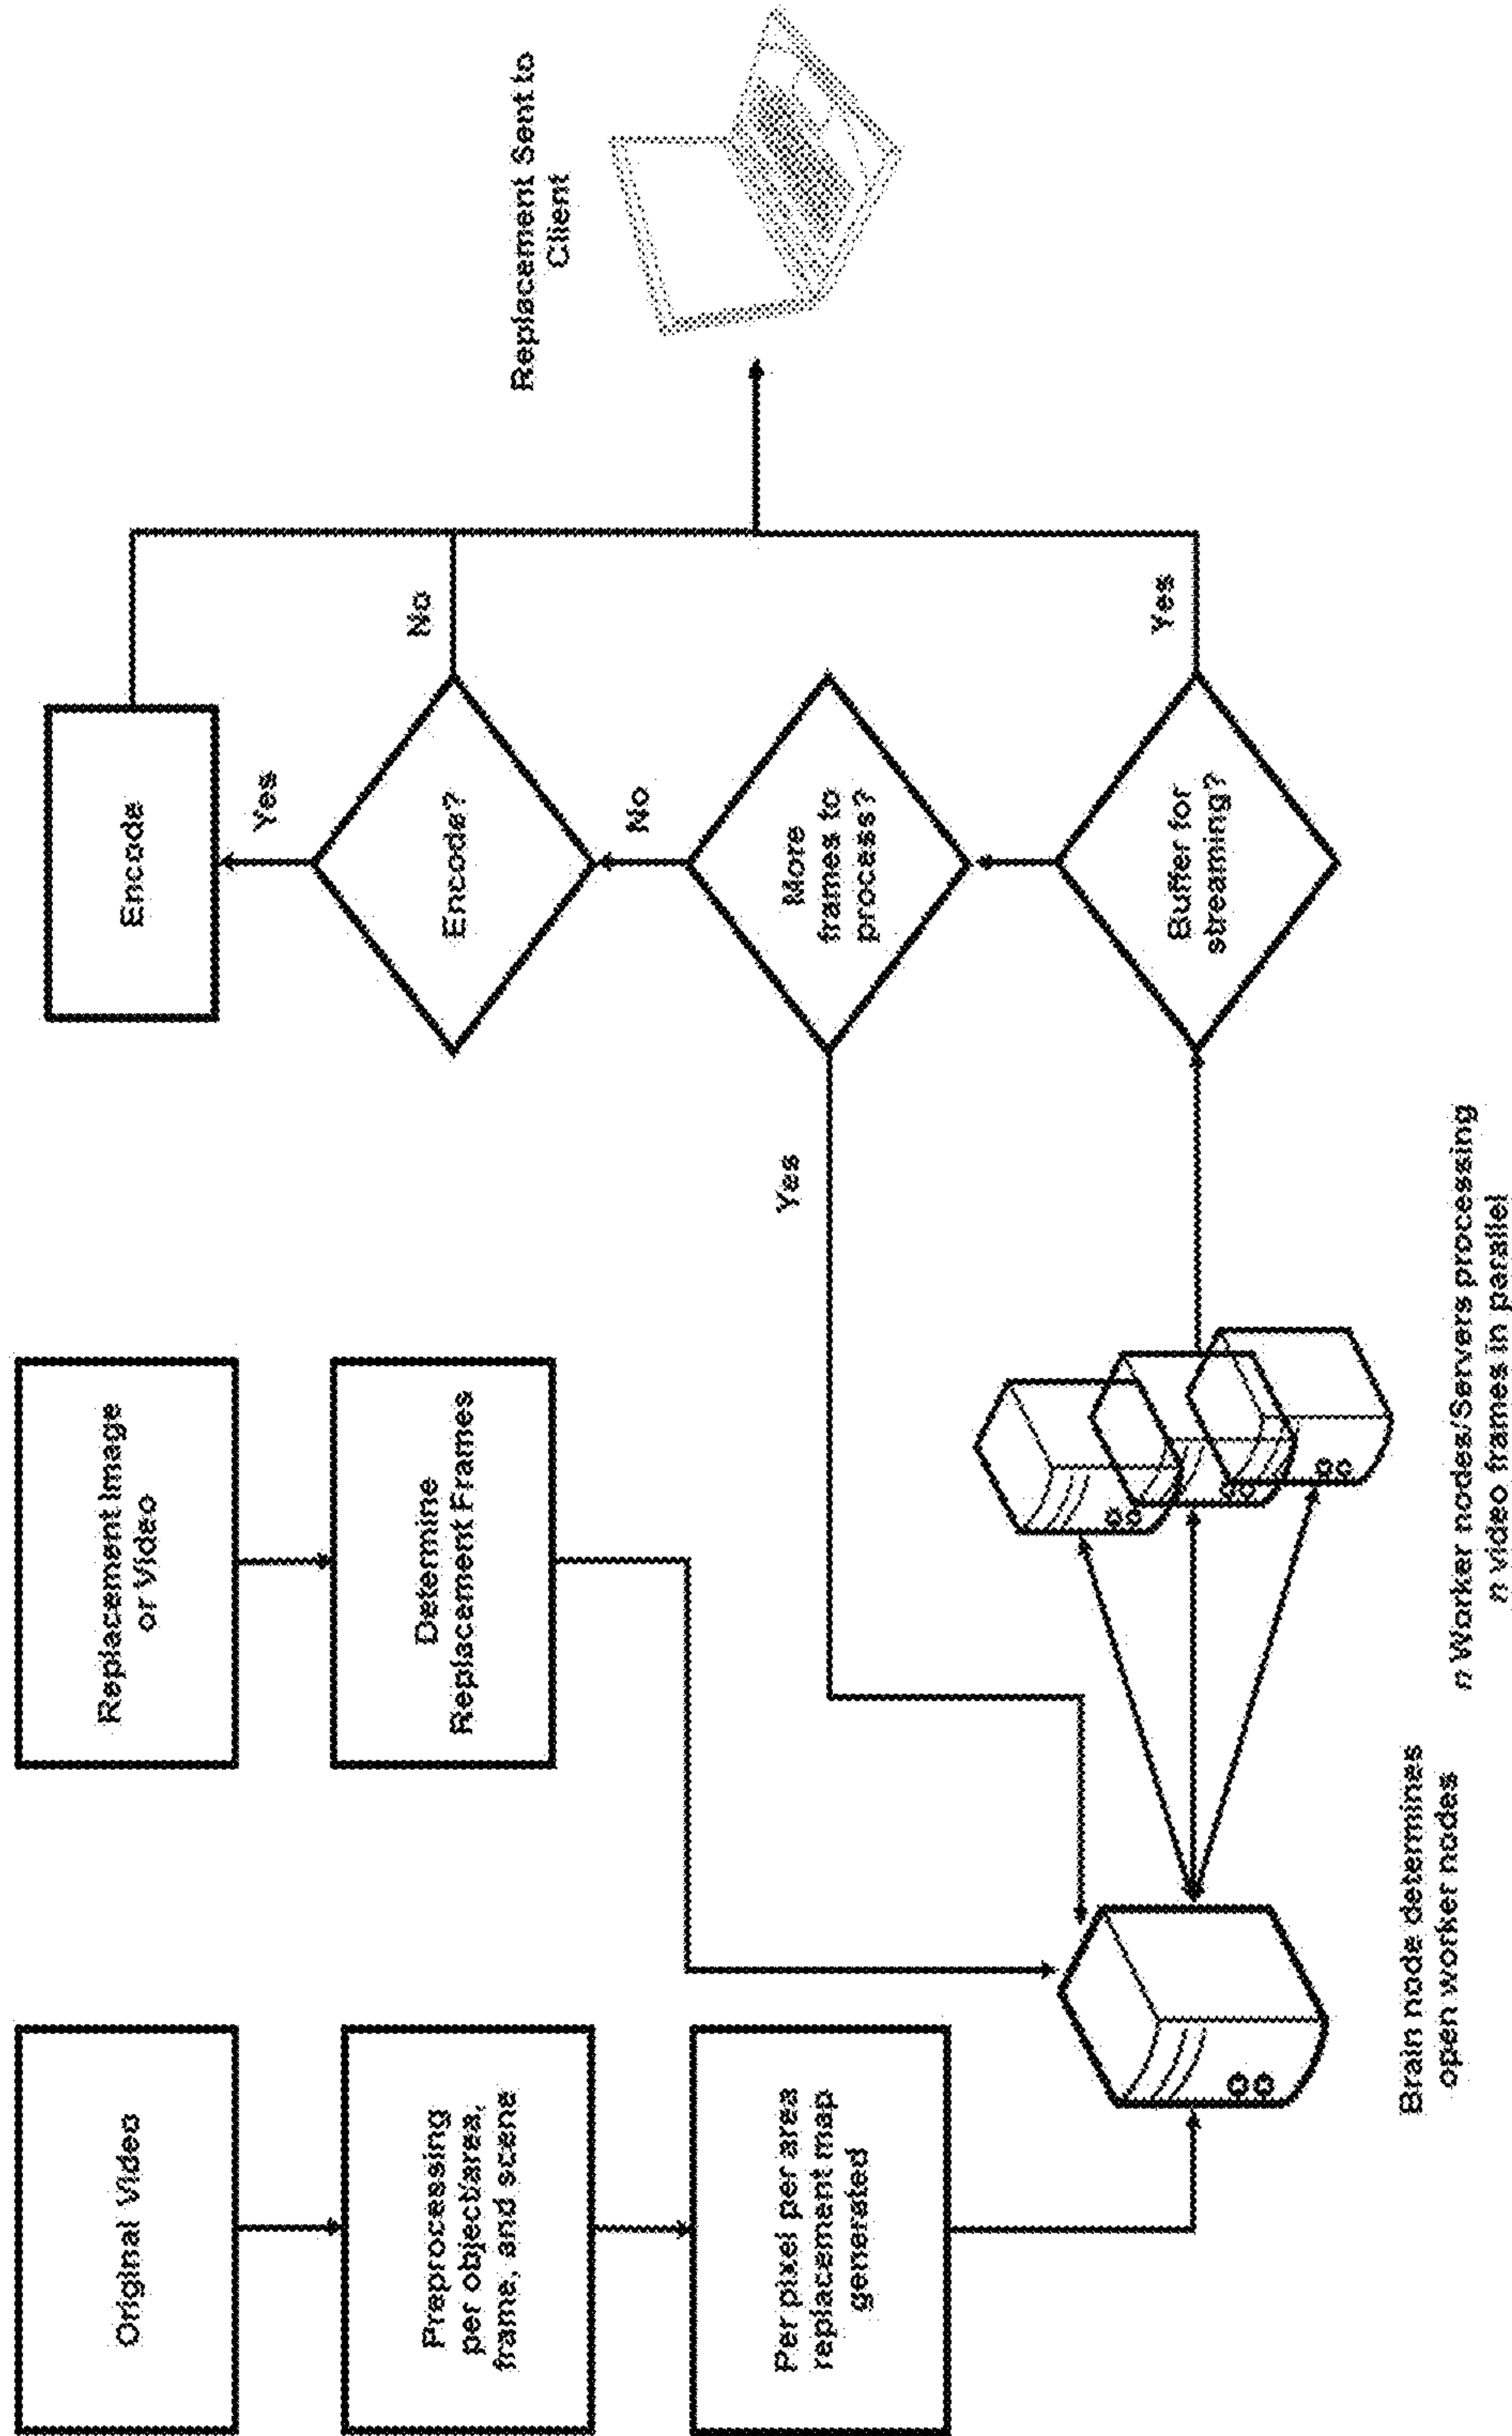 Original Video
Preprocessing
per object/area,
frame, and scene
Per pixel per area
replacement map
generated
Replacement Image
or Video
Determine
Replacement Frames
Brain node determines
open worker nodes
n Worker nodes/Servers processing
n video frames in parallel
Yes
Encode
Yes
Encode?
No
No
More
frames to
process?
Buffer for
streaming?
Yes
Replacement Sent to
Client